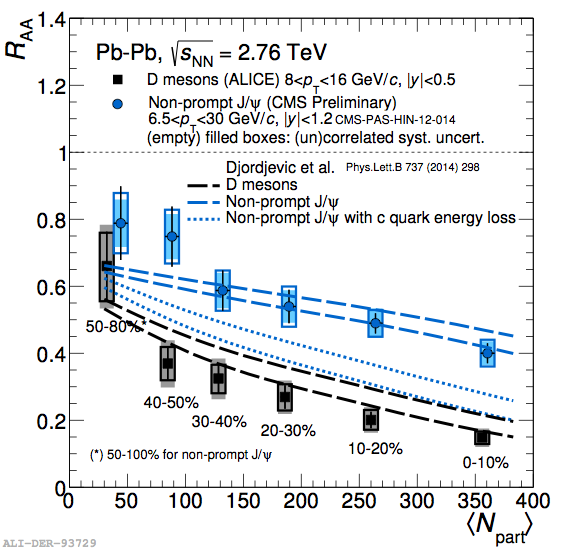 R_AA
1.4
1.2
1
0.8
0.6
0.4
0.2
0
Pb-Pb, √s_NN = 2.76 TeV
D mesons (ALICE) 8<p_T<16 GeV/c, |y|<0.5
Non-prompt J/ψ (CMS Preliminary)
6.5<p_T<30 GeV/c, |y|<1.2 CMS-PAS-HIN-12-014
(empty) filled boxes: (un)correlated syst. uncert.
Djordjevic et al. Phys.Lett.B 737 (2014) 298
D mesons
Non-prompt J/ψ
Non-prompt J/ψ with c quark energy loss
50-80%*
40-50%
30-40%
20-30%
10-20%
0-10%
(*) 50-100% for non-prompt J/ψ
0 50 100 150 200 250 300 350 400
⟨N_part⟩
ALI-DER-93729